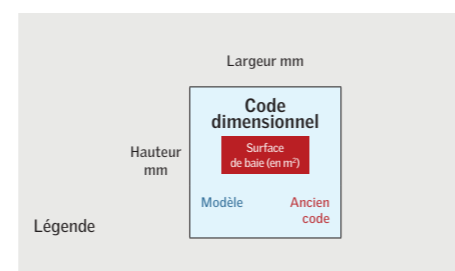 Largeur mm
Code
dimensionnel
Surface
de baie (en m²)
Hauteur
mm
Modèle
Ancien
code
Légende